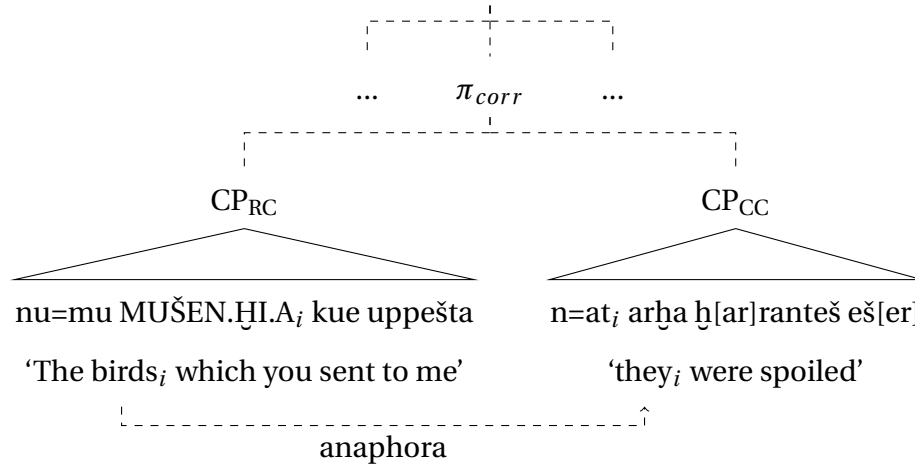 ... π_corr ...
CP_RC CP_CC
nu=mu MUŠEN.ḪI.A_i kue uppešta n=at_i arḫa ḫ[ar]ranteš eš[er]
‘The birds_i which you sent to me’ ‘they_i were spoiled’
anaphora